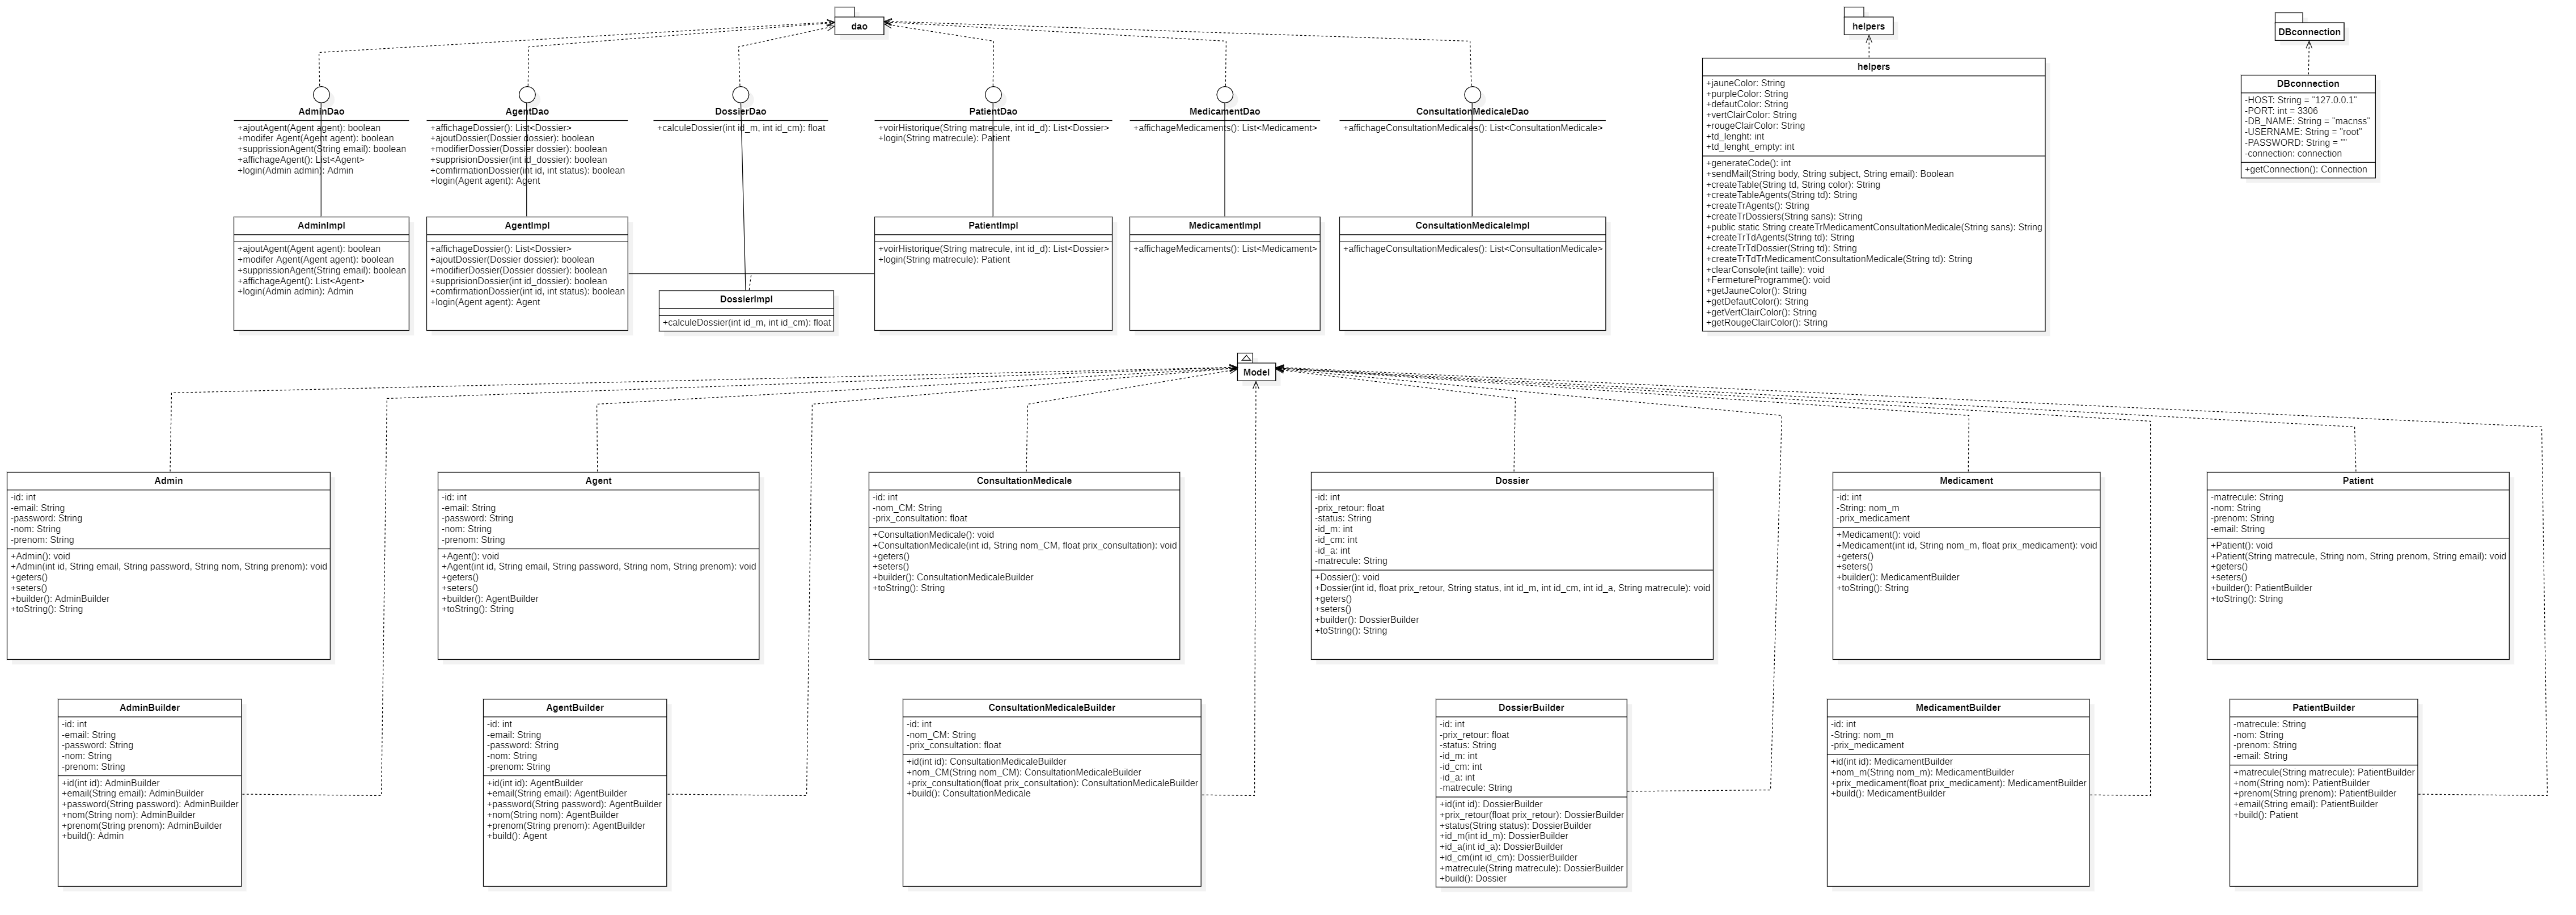 dao
helpers
DBconnection
AdminDao
+ajoutAgent(Agent agent): boolean
+modifer Agent(Agent agent): boolean
+supprissionAgent(String email): boolean
+affichageAgent(): List<Agent>
+login(Admin admin): Admin
AgentDao
+affichageDossier(): List<Dossier>
+ajoutDossier(Dossier dossier): boolean
+modifierDossier(Dossier dossier): boolean
+supprisionDossier(int id_dossier): boolean
+comfirmationDossier(int id, int status): boolean
+login(Agent agent): Agent
DossierDao
+calculeDossier(int id_m, int id_cm): float
PatientDao
+voirHistorique(String matrecule, int id_d): List<Dossier>
+login(String matrecule): Patient
MedicamentDao
+affichageMedicaments(): List<Medicament>
ConsultationMedicaleDao
+affichageConsultationMedicales(): List<ConsultationMedicale>
helpers
+jauneColor: String
+purpleColor: String
+defautColor: String
+vertClairColor: String
+rougeClairColor: String
+td_lenght: int
+td_lenght_empty: int
+generateCode(): int
+sendMail(String body, String subject, String email): Boolean
+createTable(String td, String color): String
+createTableAgents(String td): String
+createTrAgents(): String
+createTrDossiers(String sans): String
+public static String createTrMedicamentConsultationMedicale(String sans): String
+createTrTdAgents(String td): String
+createTrTdDossier(String td): String
+createTrTdTrMedicamentConsultationMedicale(String td): String
+clearConsole(int taille): void
+FermetureProgramme(): void
+getJauneColor(): String
+getDefautColor(): String
+getVertClairColor(): String
+getRougeClairColor(): String
DBconnection
-HOST: String = "127.0.0.1"
-PORT: int = 3306
-DB_NAME: String = "macnss"
-USERNAME: String = "root"
-PASSWORD: String = ""
-connection: connection
+getConnection(): Connection
AdminImpl
+ajoutAgent(Agent agent): boolean
+modifer Agent(Agent agent): boolean
+supprissionAgent(String email): boolean
+affichageAgent(): List<Agent>
+login(Admin admin): Admin
AgentImpl
+affichageDossier(): List<Dossier>
+ajoutDossier(Dossier dossier): boolean
+modifierDossier(Dossier dossier): boolean
+supprisionDossier(int id_dossier): boolean
+comfirmationDossier(int id, int status): boolean
+login(Agent agent): Agent
DossierImpl
+calculeDossier(int id_m, int id_cm): float
PatientImpl
+voirHistorique(String matrecule, int id_d): List<Dossier>
+login(String matrecule): Patient
MedicamentImpl
+affichageMedicaments(): List<Medicament>
ConsultationMedicaleImpl
+affichageConsultationMedicales(): List<ConsultationMedicale>
Model
Admin
-id: int
-email: String
-password: String
-nom: String
-prenom: String
+Admin(): void
+Admin(int id, String email, String password, String nom, String prenom): void
+geters()
+seters()
+builder(): AdminBuilder
+toString(): String
Agent
-id: int
-email: String
-password: String
-nom: String
-prenom: String
+Agent(): void
+Agent(int id, String email, String password, String nom, String prenom): void
+geters()
+seters()
+builder(): AgentBuilder
+toString(): String
ConsultationMedicale
-id: int
-nom_CM: String
-prix_consultation: float
+ConsultationMedicale(): void
+ConsultationMedicale(int id, String nom_CM, float prix_consultation): void
+geters()
+seters()
+builder(): ConsultationMedicaleBuilder
+toString(): String
Dossier
-id: int
-prix_retour: float
-status: String
-id_m: int
-id_cm: int
-id_a: int
-matrecule: String
+Dossier(): void
+Dossier(int id, float prix_retour, String status, int id_m, int id_cm, int id_a, String matrecule): void
+geters()
+seters()
+builder(): DossierBuilder
+toString(): String
Medicament
-id: int
-String: nom_m
-prix_medicament
+Medicament(): void
+Medicament(int id, String nom_m, float prix_medicament): void
+geters()
+seters()
+builder(): MedicamentBuilder
+toString(): String
Patient
-matrecule: String
-nom: String
-prenom: String
-email: String
+Patient(): void
+Patient(String matrecule, String nom, String prenom, String email): void
+geters()
+seters()
+builder(): PatientBuilder
+toString(): String
AdminBuilder
-id: int
-email: String
-password: String
-nom: String
-prenom: String
+id(int id): AdminBuilder
+email(String email): AdminBuilder
+password(String password): AdminBuilder
+nom(String nom): AdminBuilder
+prenom(String prenom): AdminBuilder
+build(): Admin
AgentBuilder
-id: int
-email: String
-password: String
-nom: String
-prenom: String
+id(int id): AgentBuilder
+email(String email): AgentBuilder
+password(String password): AgentBuilder
+nom(String nom): AgentBuilder
+prenom(String prenom): AgentBuilder
+build(): Agent
ConsultationMedicaleBuilder
-id: int
-nom_CM: String
-prix_consultation: float
+id(int id): ConsultationMedicaleBuilder
+nom_CM(String nom_CM): ConsultationMedicaleBuilder
+prix_consultation(float prix_consultation): ConsultationMedicaleBuilder
+build(): ConsultationMedicale
DossierBuilder
-id: int
-prix_retour: float
-status: String
-id_m: int
-id_cm: int
-id_a: int
-matrecule: String
+id(int id): DossierBuilder
+prix_retour(float prix_retour): DossierBuilder
+status(String status): DossierBuilder
+id_m(int id_m): DossierBuilder
+id_a(int id_a): DossierBuilder
+id_cm(int id_cm): DossierBuilder
+matrecule(String matrecule): DossierBuilder
+build(): Dossier
MedicamentBuilder
-id: int
-String: nom_m
-prix_medicament
+id(int id): MedicamentBuilder
+nom_m(String nom_m): MedicamentBuilder
+prix_medicament(float prix_medicament): MedicamentBuilder
+build(): MedicamentBuilder
PatientBuilder
-matrecule: String
-nom: String
-prenom: String
-email: String
+matrecule(String matrecule): PatientBuilder
+nom(String nom): PatientBuilder
+prenom(String prenom): PatientBuilder
+email(String email): PatientBuilder
+build(): Patient